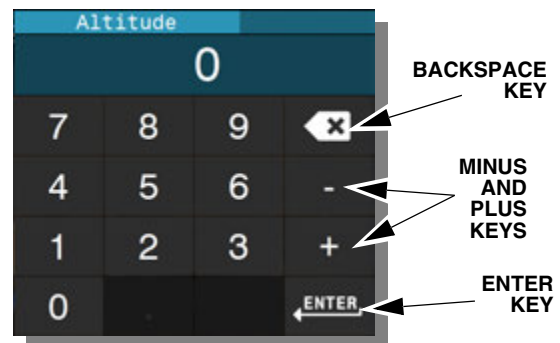 Altitude
0
7 8 9
BACKSPACE
KEY
4 5 6 -
MINUS
AND
PLUS
KEYS
1 2 3 +
0 . ENTER
ENTER
KEY